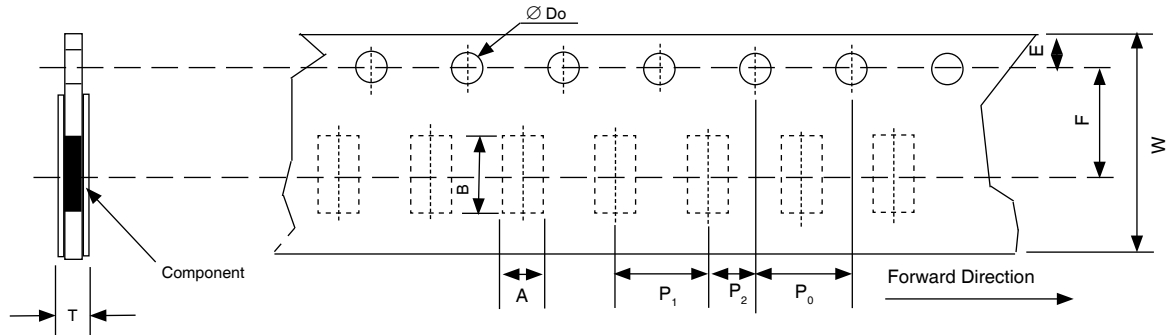 ∅ Do
E
F
W
B
Component
T
A
P₁
P₂
P₀
Forward Direction